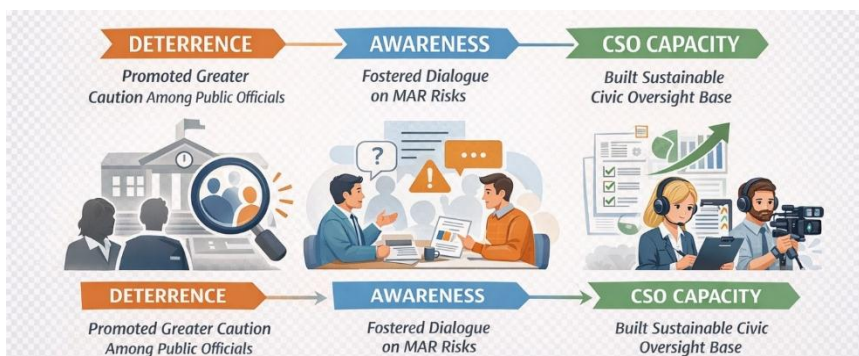 DETERRENCE
AWARENESS
CSO CAPACITY
Promoted Greater
Caution Among Public Officials
Fostered Dialogue
on MAR Risks
Built Sustainable
Civic Oversight Base
?
DETERRENCE
AWARENESS
CSO CAPACITY
Promoted Greater Caution
Among Public Officials
Fostered Dialogue
on MAR Risks
Built Sustainable Civic
Oversight Base